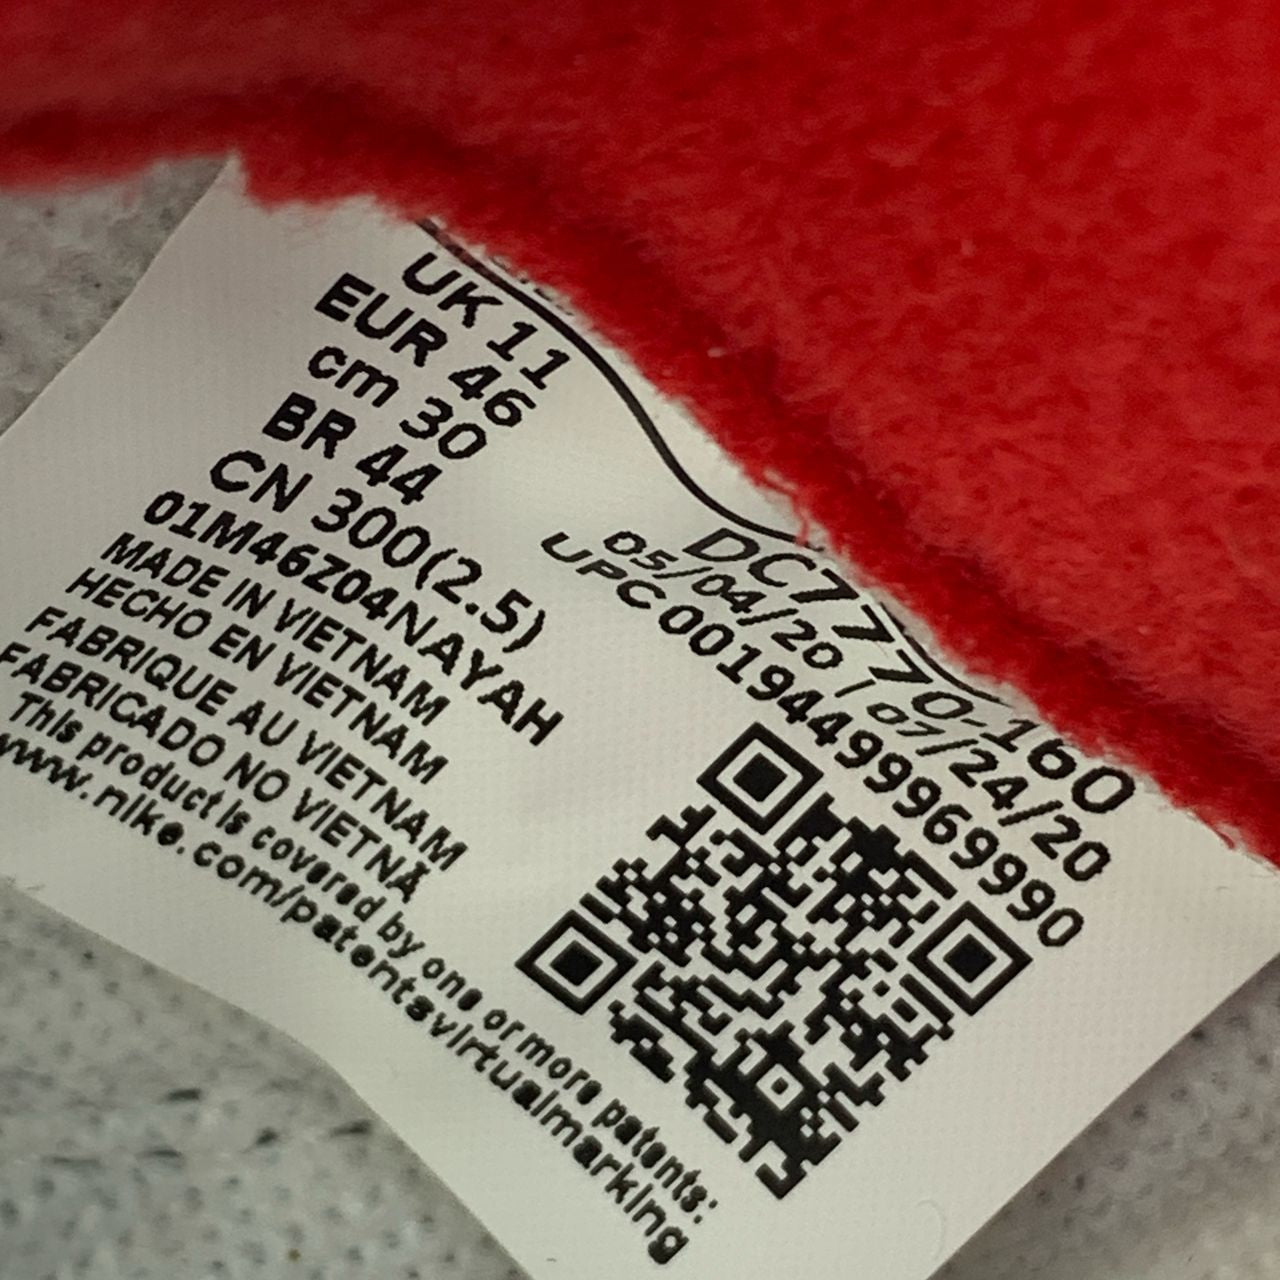 UK 11
EUR 46
cm 30
BR 44
CN 300(2.5)
01M46Z04NAYAH
MADE IN VIETNAM
HECHO EN VIETNAM
FABRIQUE AU VIETNAM
FABRICADO NO VIETNÃ
This product is covered by one or more patents:
www.nike.com/patentsvirtualmarking
DC7770-160
05/04/20 | 07/24/20
UPC 00194499969990